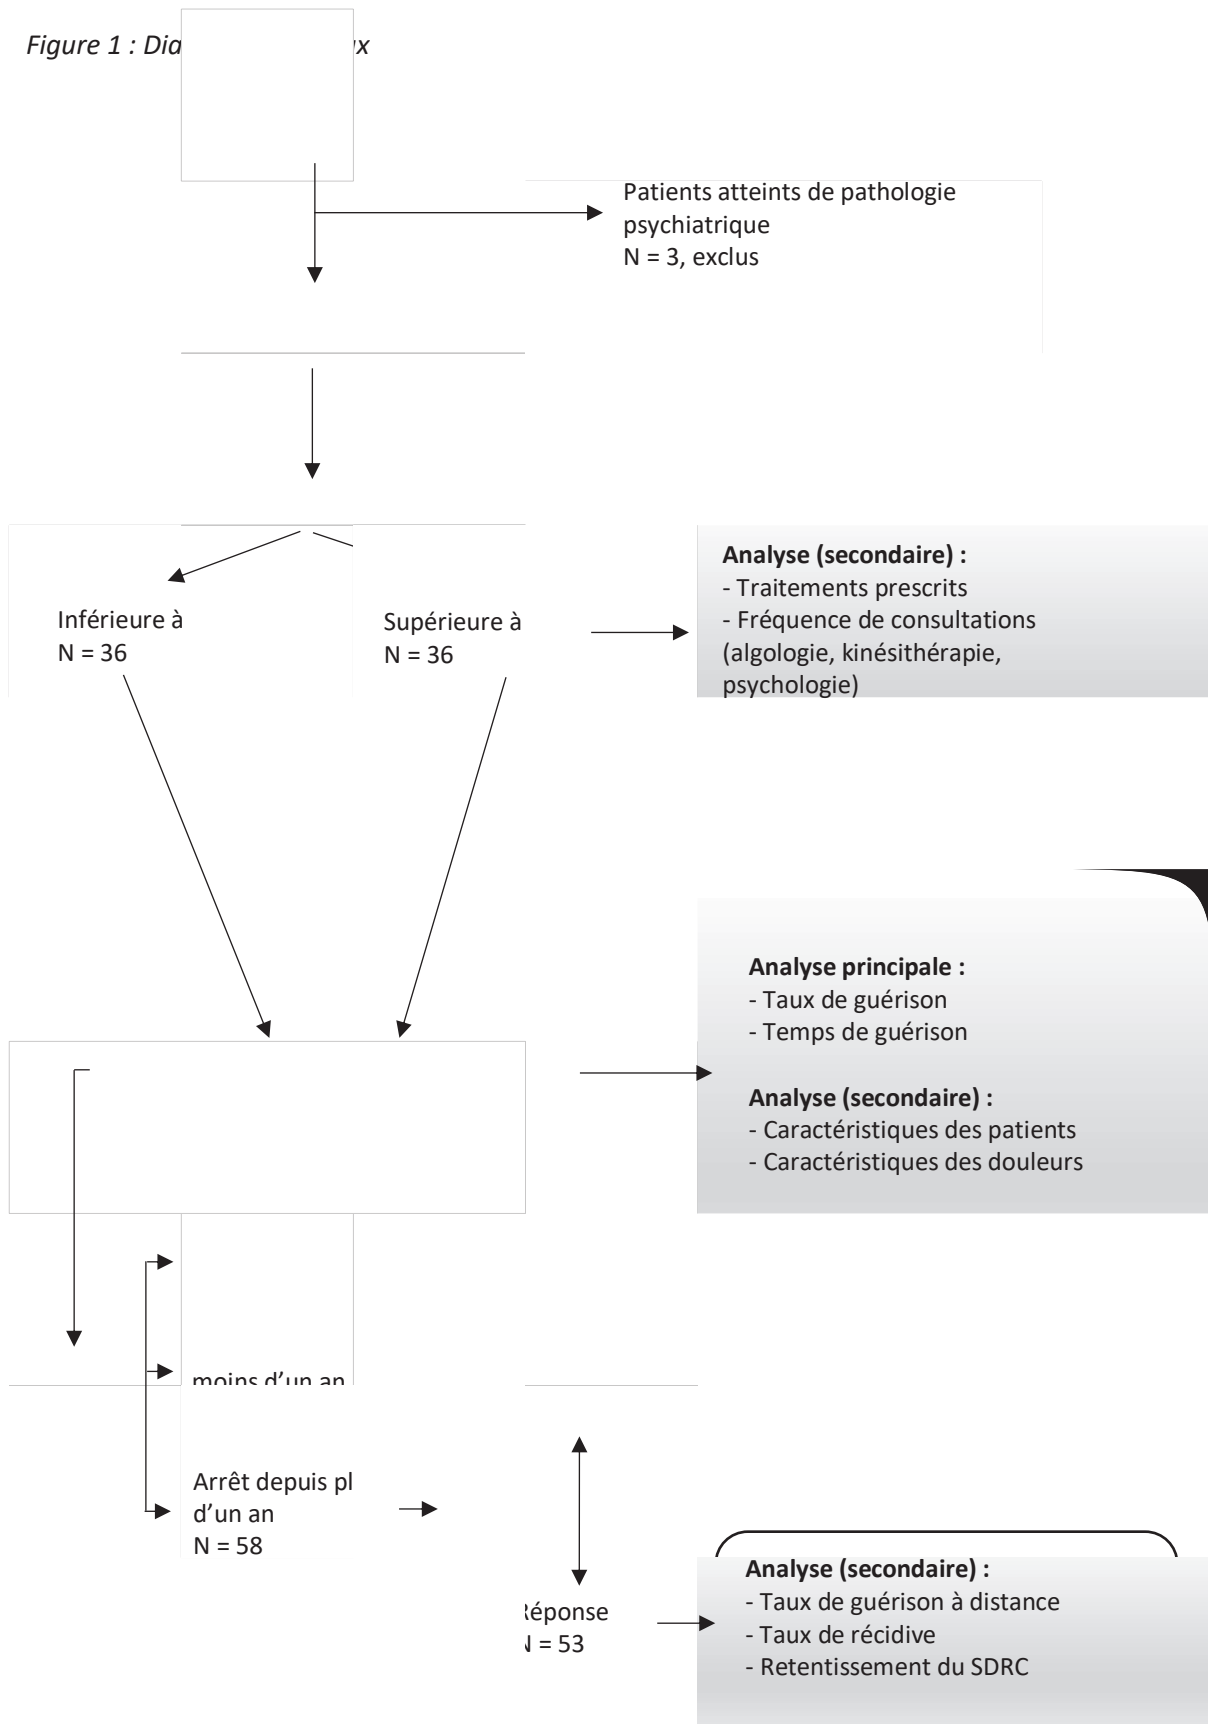 Figure 1 : Dia x
Patients atteints de pathologie
psychiatrique
N = 3, exclus
Inférieure à
N = 36
Supérieure à
N = 36
Analyse (secondaire) :
- Traitements prescrits
- Fréquence de consultations
(algologie, kinésithérapie,
psychologie)
Analyse principale :
- Taux de guérison
- Temps de guérison
Analyse (secondaire) :
- Caractéristiques des patients
- Caractéristiques des douleurs
moins d'un an
Arrêt depuis pl
d'un an
N = 58
Réponse
N = 53
Analyse (secondaire) :
- Taux de guérison à distance
- Taux de récidive
- Retentissement du SDRC